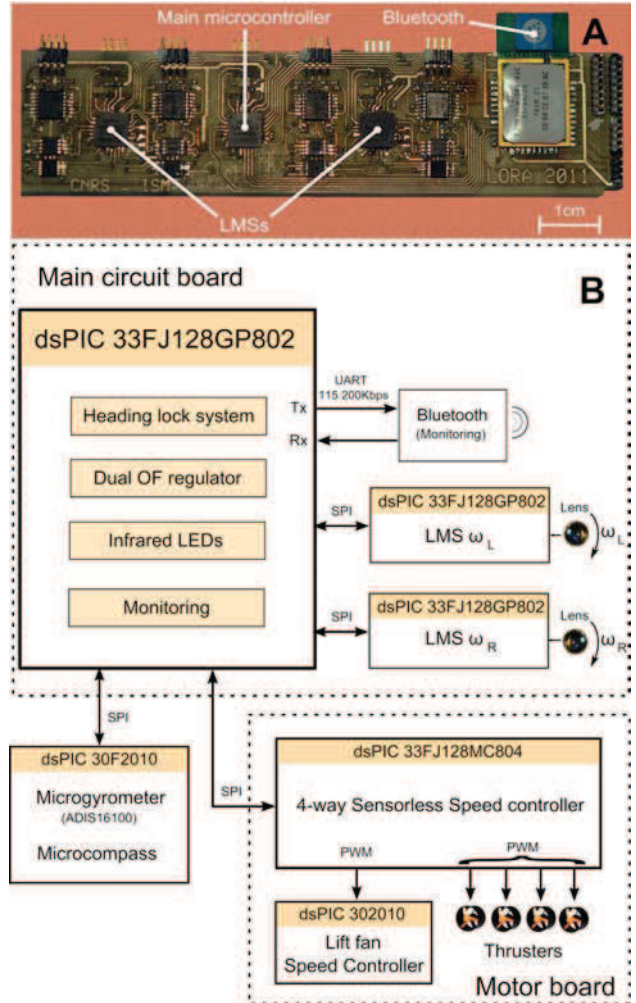 Main microcontroller
Bluetooth
A
CNRS _ ISM
LMSs
LORA 2011
1cm
Main circuit board
B
dsPIC 33FJ128GP802
Heading lock system
Dual OF regulator
Infrared LEDs
Monitoring
Tx
Rx
UART
115 200Kbps
Bluetooth
(Monitoring)
SPI
dsPIC 33FJ128GP802
LMS ω L
Lens
ωL
SPI
dsPIC 33FJ128GP802
LMS ω R
Lens
ωR
SPI
dsPIC 30F2010
Microgyrometer
(ADIS16100)
Microcompass
SPI
dsPIC 33FJ128MC804
4-way Sensorless Speed controller
PWM
PWM
dsPIC 302010
Lift fan
Speed Controller
Thrusters
Motor board